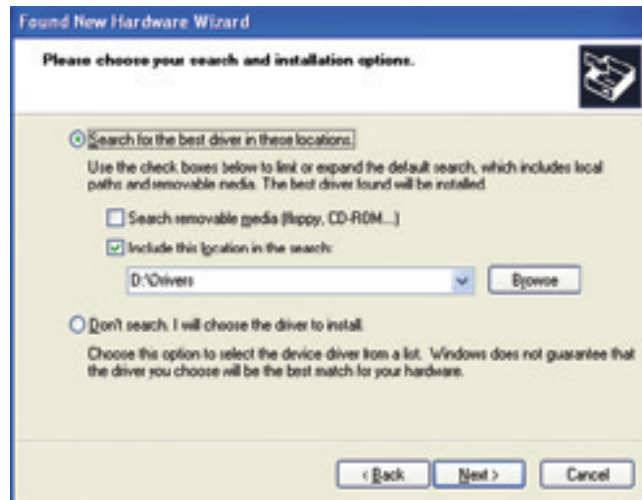 Found New Hardware Wizard
Please choose your search and installation options.
Search for the best driver in these locations.
Use the check boxes below to limit or expand the default search, which includes local
paths and removable media. The best driver found will be installed.
Search removable media (floppy, CD-ROM...)
Include this location in the search:
D:\Drivers
Browse
Don't search. I will choose the driver to install.
Choose this option to select the device driver from a list. Windows does not guarantee that
the driver you choose will be the best match for your hardware.
< Back
Next >
Cancel